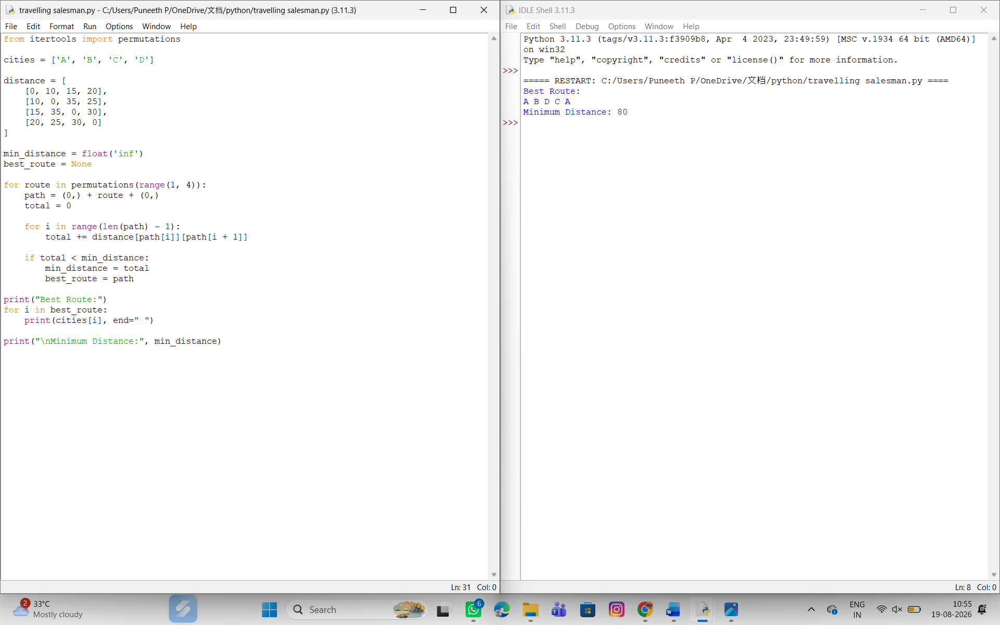 travelling salesman.py - C:/Users/Puneeth P/OneDrive/文档/python/travelling salesman.py (3.11.3)
File Edit Format Run Options Window Help
from itertools import permutations

cities = ['A', 'B', 'C', 'D']

distance = [
    [0, 10, 15, 20],
    [10, 0, 35, 25],
    [15, 35, 0, 30],
    [20, 25, 30, 0]
]

min_distance = float('inf')
best_route = None

for route in permutations(range(1, 4)):
    path = (0,) + route + (0,)
    total = 0

    for i in range(len(path) - 1):
        total += distance[path[i]][path[i + 1]]

    if total < min_distance:
        min_distance = total
        best_route = path

print("Best Route:")
for i in best_route:
    print(cities[i], end=" ")

print("\nMinimum Distance:", min_distance)
Ln: 31 Col: 0
IDLE Shell 3.11.3
File Edit Shell Debug Options Window Help
Python 3.11.3 (tags/v3.11.3:f3909b8, Apr  4 2023, 23:49:59) [MSC v.1934 64 bit (AMD64)]
on win32
Type "help", "copyright", "credits" or "license()" for more information.
>>>
===== RESTART: C:/Users/Puneeth P/OneDrive/文档/python/travelling salesman.py ====
Best Route:
A B D C A
Minimum Distance: 80
>>>
Ln: 8 Col: 0
2
33°C
Mostly cloudy
Search
6
ENG
IN
10:55
19-08-2026